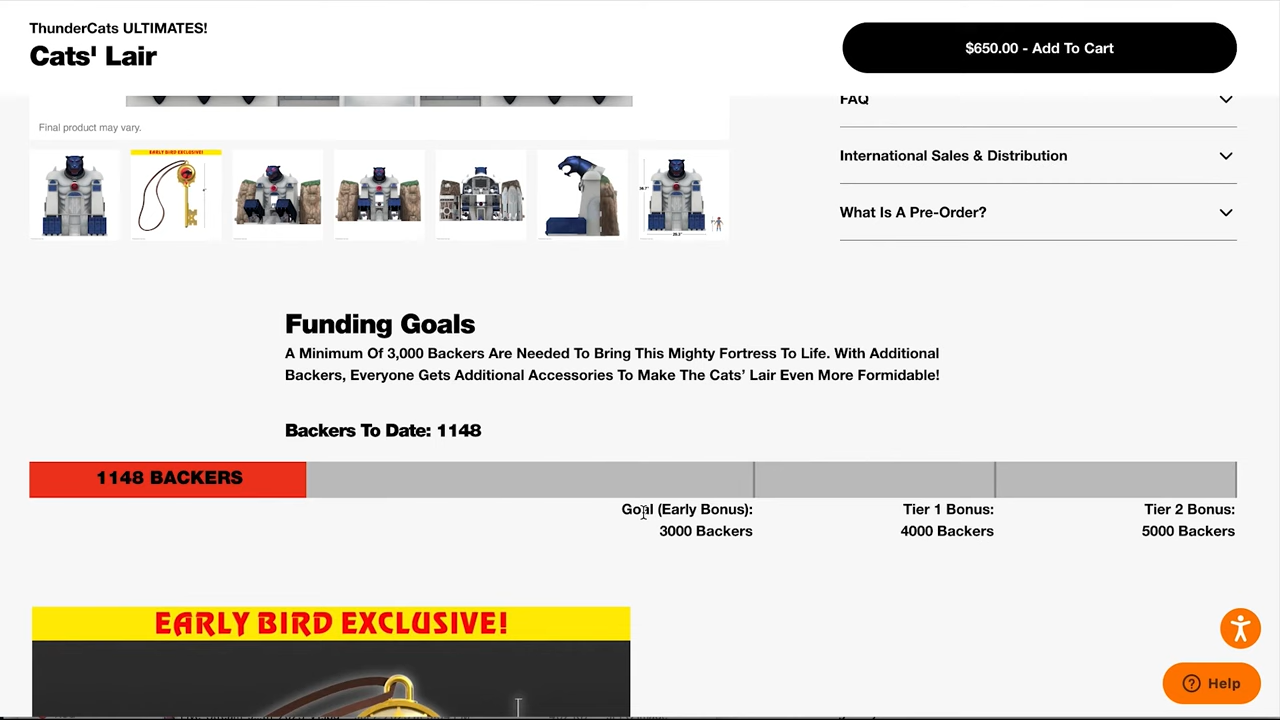 ThunderCats ULTIMATES!
Cats' Lair
$650.00 - Add To Cart
FAQ
Final product may vary.
International Sales & Distribution
What Is A Pre-Order?
EARLY BIRD EXCLUSIVE!
Funding Goals
A Minimum Of 3,000 Backers Are Needed To Bring This Mighty Fortress To Life. With Additional
Backers, Everyone Gets Additional Accessories To Make The Cats' Lair Even More Formidable!
Backers To Date: 1148
1148 BACKERS
Goal (Early Bonus):
3000 Backers
Tier 1 Bonus:
4000 Backers
Tier 2 Bonus:
5000 Backers
EARLY BIRD EXCLUSIVE!
Help